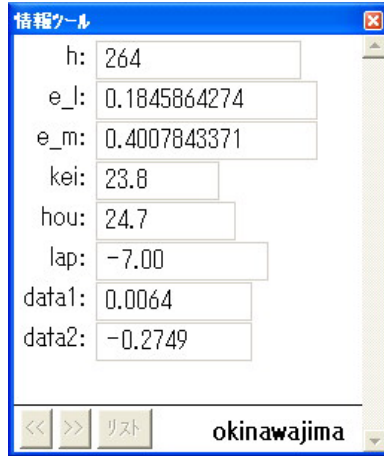 情報ツール
h: 264
e_l: 0.1845864274
e_m: 0.4007843371
kei: 23.8
hou: 24.7
lap: -7.00
data1: 0.0064
data2: -0.2749
<< >> リスト okinawajima